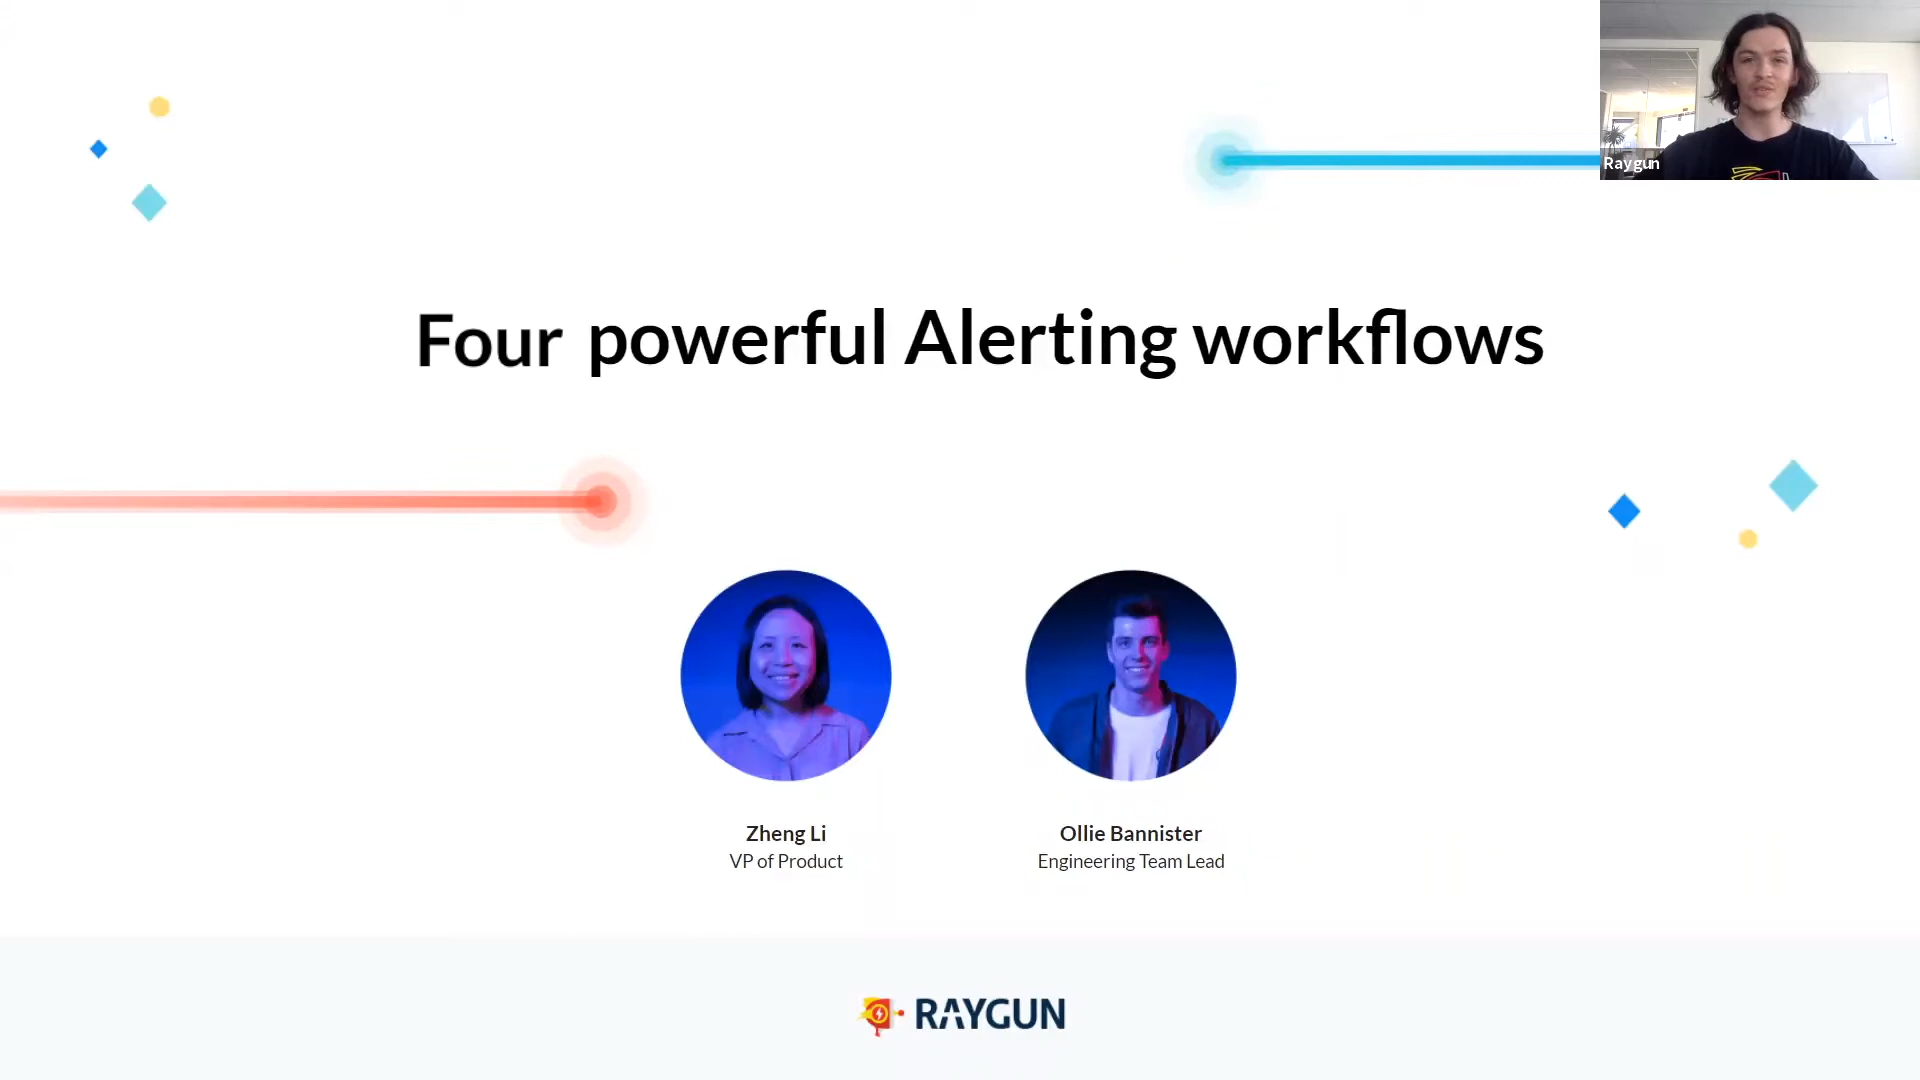 Raygun
Four powerful Alerting workflows
Zheng Li
VP of Product
Ollie Bannister
Engineering Team Lead
RAYGUN